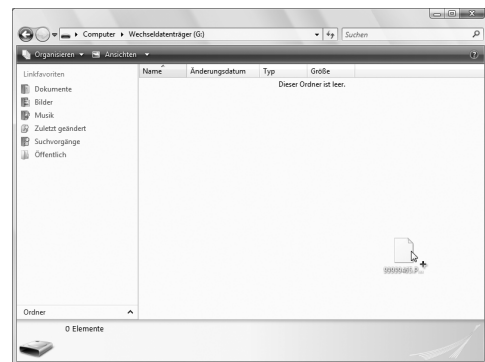 Computer Wechseldatenträger (G:) Suchen
Organisieren Ansichten
Linkfavoriten
Dokumente
Bilder
Musik
Zuletzt geändert
Suchvorgänge
Öffentlich
Ordner
Name Änderungsdatum Typ Größe
Dieser Ordner ist leer.
0 Elemente